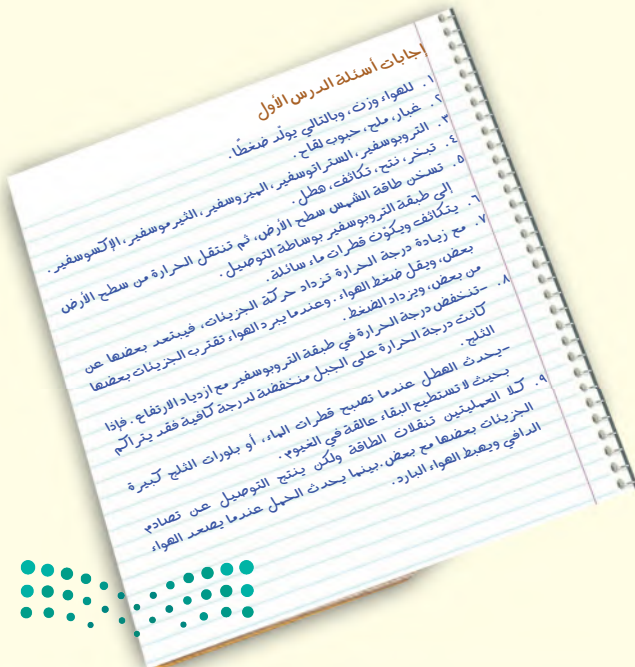 إجابات أسئلة الدرس الأول
١. للهواء وزن، وبالتالي يولّد ضغطًا.
٢. غبار، ملح، حبوب لقاح.
٣. التروبوسفير، الستراتوسفير، الميزوسفير، الثيرموسفير، الإكسوسفير.
٤. تبخر، نتح، تكاثف، هطل.
٥. تسخن طاقة الشمس سطح الأرض، ثم تنتقل الحرارة من سطح الأرض
إلى طبقة التروبوسفير بوساطة التوصيل.
٦. يتكاثف ويكوّن قطرات ماء سائلة.
٧. مع زيادة درجة الحرارة تزداد حركة الجزيئات، فيبتعد بعضها عن
بعض، ويقل ضغط الهواء. وعندما يبرد الهواء تقترب الجزيئات بعضها
من بعض، ويزداد الضغط.
٨. -تنخفض درجة الحرارة في طبقة التروبوسفير مع ازدياد الارتفاع. فإذا
كانت درجة الحرارة على الجبل منخفضة لدرجة كافية فقد يتراكم
الثلج.
-يحدث الهطل عندما تصبح قطرات الماء، أو بلورات الثلج كبيرة
بحيث لا تستطيع البقاء عالقة في الغيوم.
٩. كلا العمليتين تنقلات الطاقة ولكن ينتج التوصيل عن تصادم
الجزيئات بعضها مع بعض. بينما يحدث الحمل عندما يصعد الهواء
الدافي ويهبط الهواء البارد.